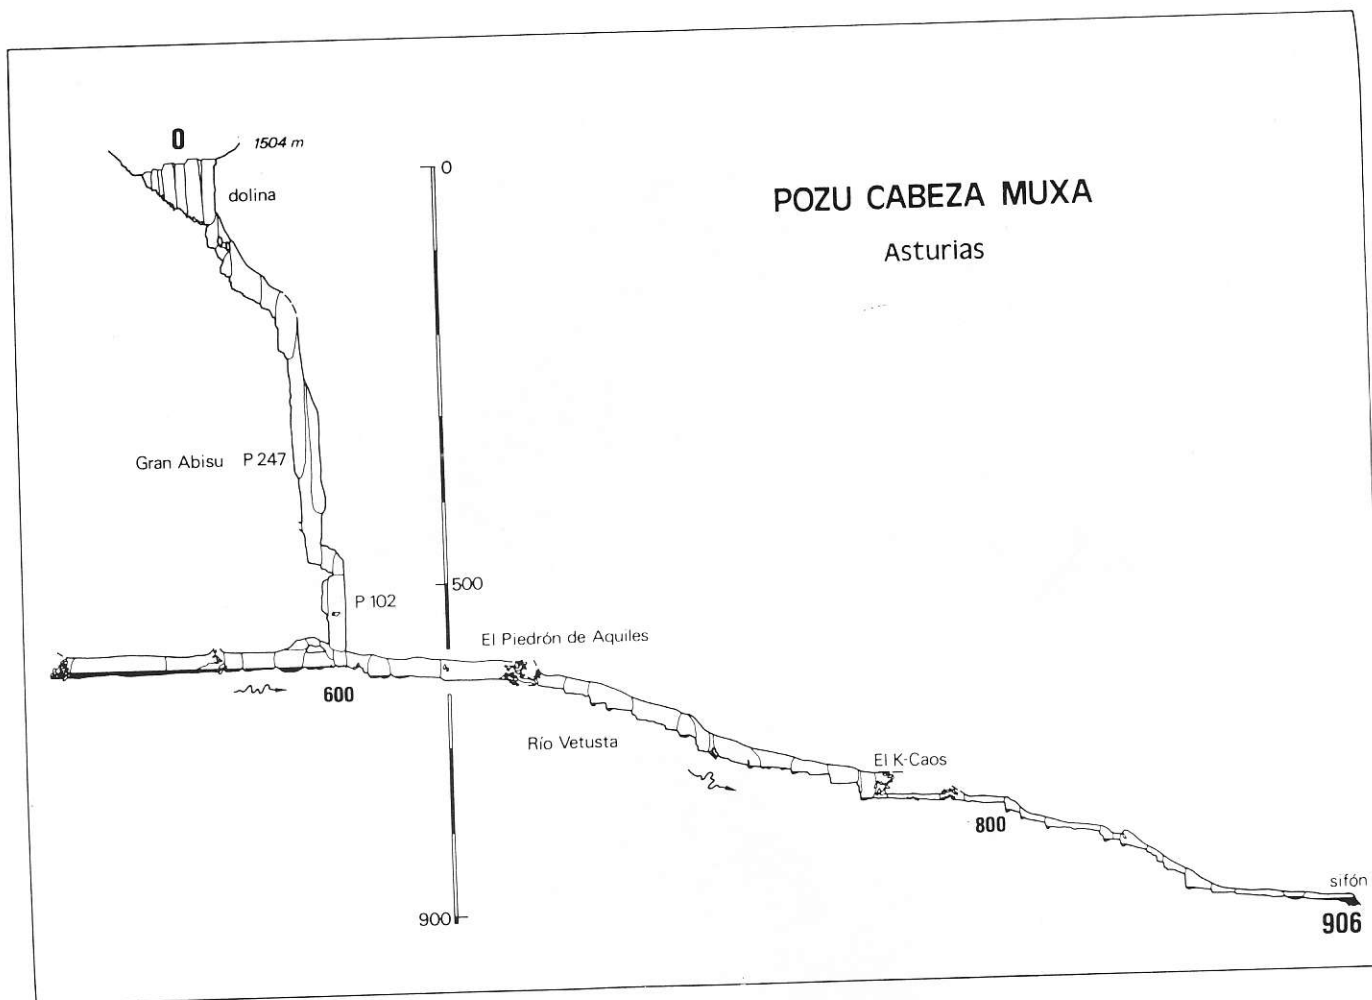 0
1504 m
dolina
0
POZU CABEZA MUXA
Asturias
Gran Abisu P 247
500
P 102
El Piedrón de Aquiles
600
Río Vetusta
El K-Caos
800
sifón
900
906